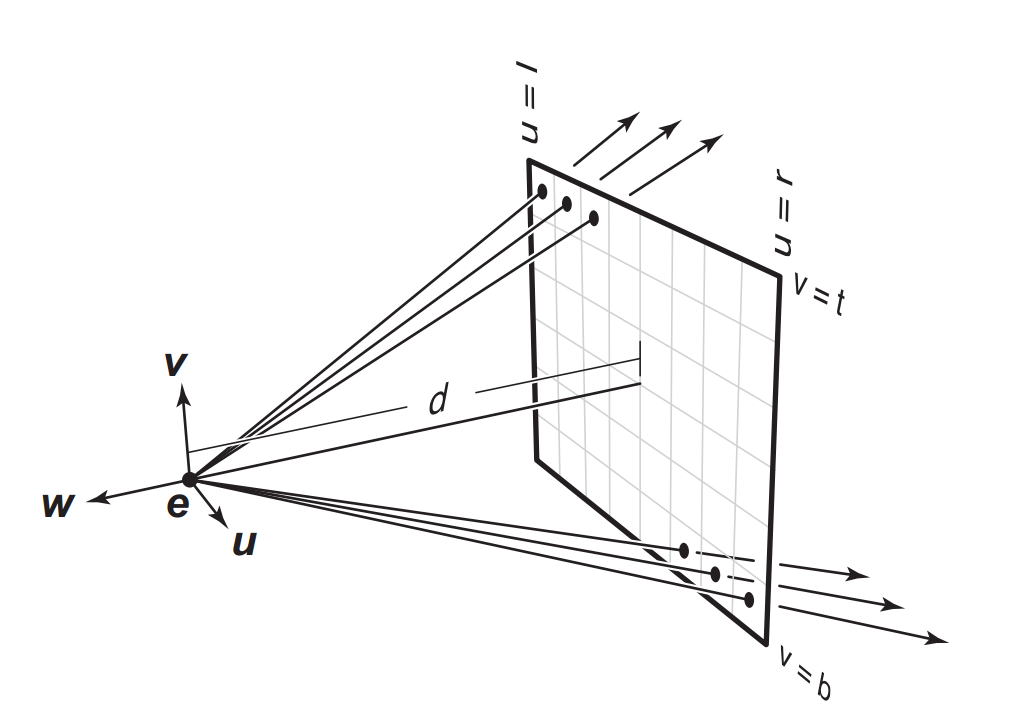 u = l
u = r
v = t
v
d
w
e
u
v = b